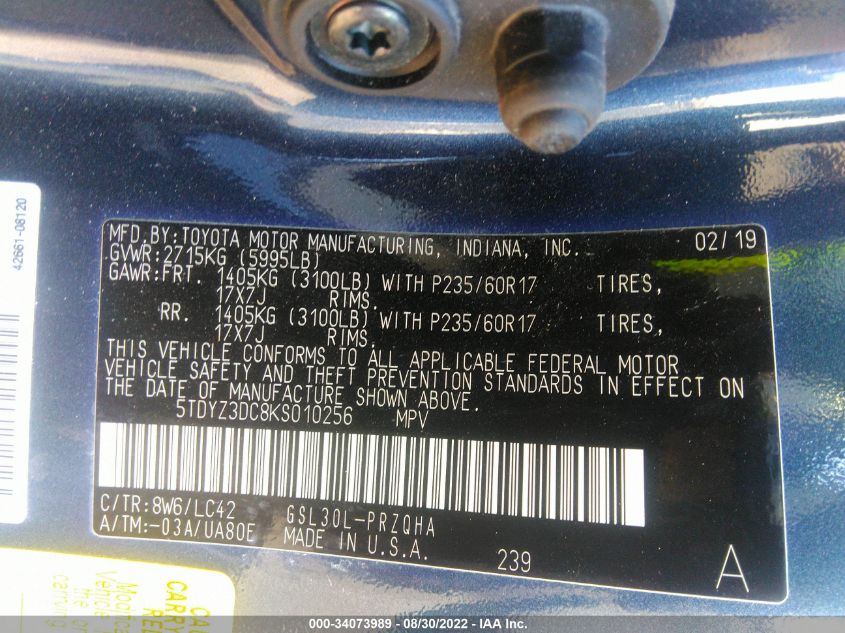 42661-08120
MFD.BY:TOYOTA MOTOR MANUFACTURING, INDIANA, INC. 02/19
GVWR:2715KG (5995LB)
GAWR:FRT. 1405KG (3100LB) WITH P235/60R17 TIRES,
17X7J RIMS.
RR. 1405KG (3100LB) WITH P235/60R17 TIRES,
17X7J RIMS.
THIS VEHICLE CONFORMS TO ALL APPLICABLE FEDERAL MOTOR
VEHICLE SAFETY AND THEFT PREVENTION STANDARDS IN EFFECT ON
THE DATE OF MANUFACTURE SHOWN ABOVE.
5TDYZ3DC8KS010256 MPV
C/TR:8W6/LC42 GSL30L-PRZQHA
A/TM:-03A/UA80E MADE IN U.S.A. 239 A
CARRY
Vehicle
carrying
000-34073989 - 08/30/2022 - IAA Inc.